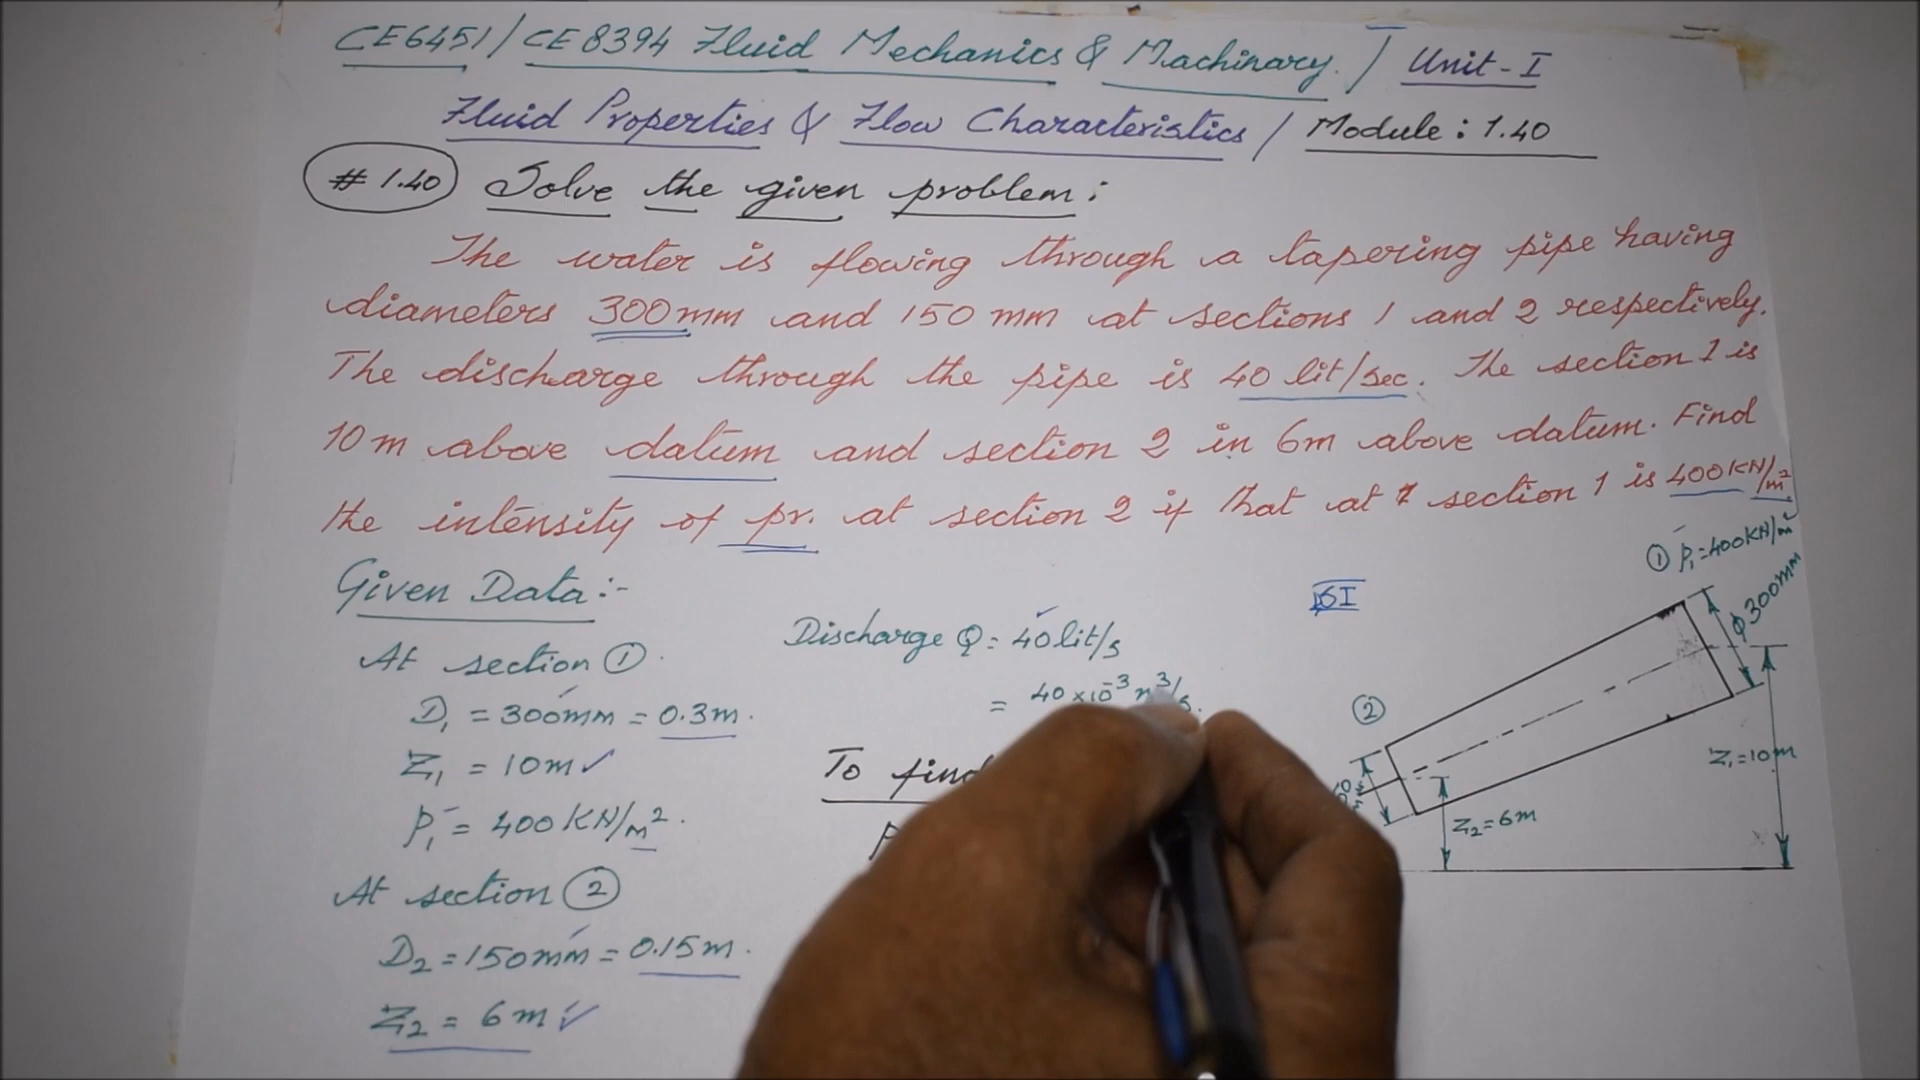 CE6451/CE8394 Fluid Mechanics & Machinary. / Unit-I
Fluid Properties & Flow Characteristics / Module: 1.40
# 1.40 Solve the given problem:
The water is flowing through a tapering pipe having
diameters 300mm and 150 mm at sections 1 and 2 respectively.
The discharge through the pipe is 40 lit/sec. The section 1 is
10m above datum and section 2 in 6m above datum. Find
the intensity of pr. at section 2 if that at section 1 is 400KN/m²
Given Data:-
At section ①
D₁ = 300mm = 0.3m.
Z₁ = 10m ✓
P₁ = 400KN/m².
At section ②
D₂ = 150mm = 0.15m.
Z₂ = 6m ✓
Discharge Q = 40lit/s
= 40×10⁻³ m³/s.
To find
P
SI
① P₁=400KN/m²
ϕ300mm
②
Z₂=6m
Z₁=10m